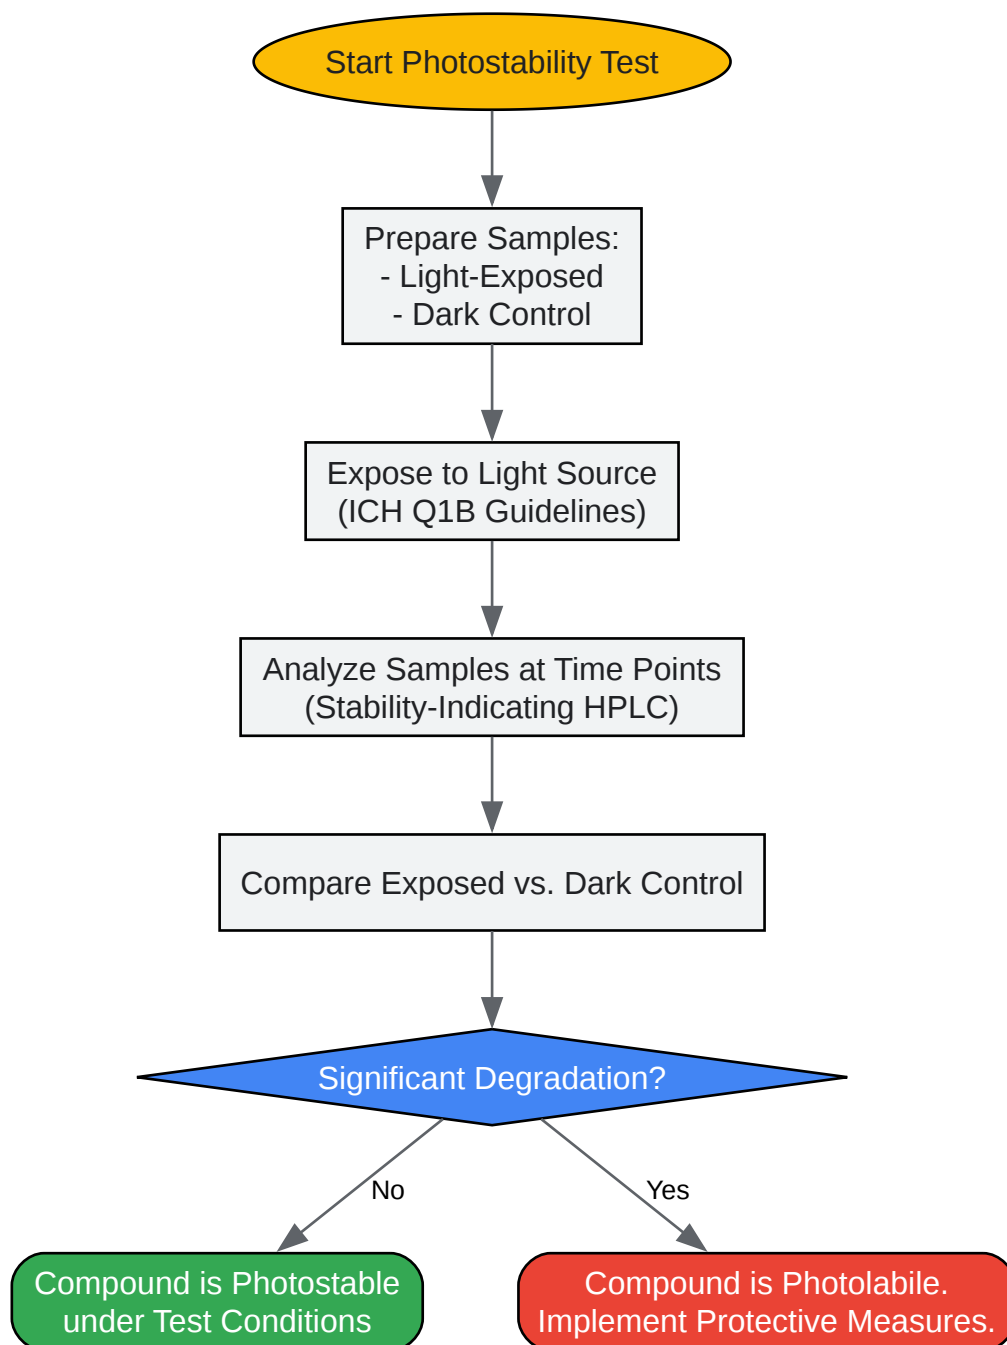 Start Photostability Test
Prepare Samples:
- Light-Exposed
- Dark Control
Expose to Light Source
(ICH Q1B Guidelines)
Analyze Samples at Time Points
(Stability-Indicating HPLC)
Compare Exposed vs. Dark Control
Significant Degradation?
No
Yes
Compound is Photostable
under Test Conditions
Compound is Photolabile.
Implement Protective Measures.